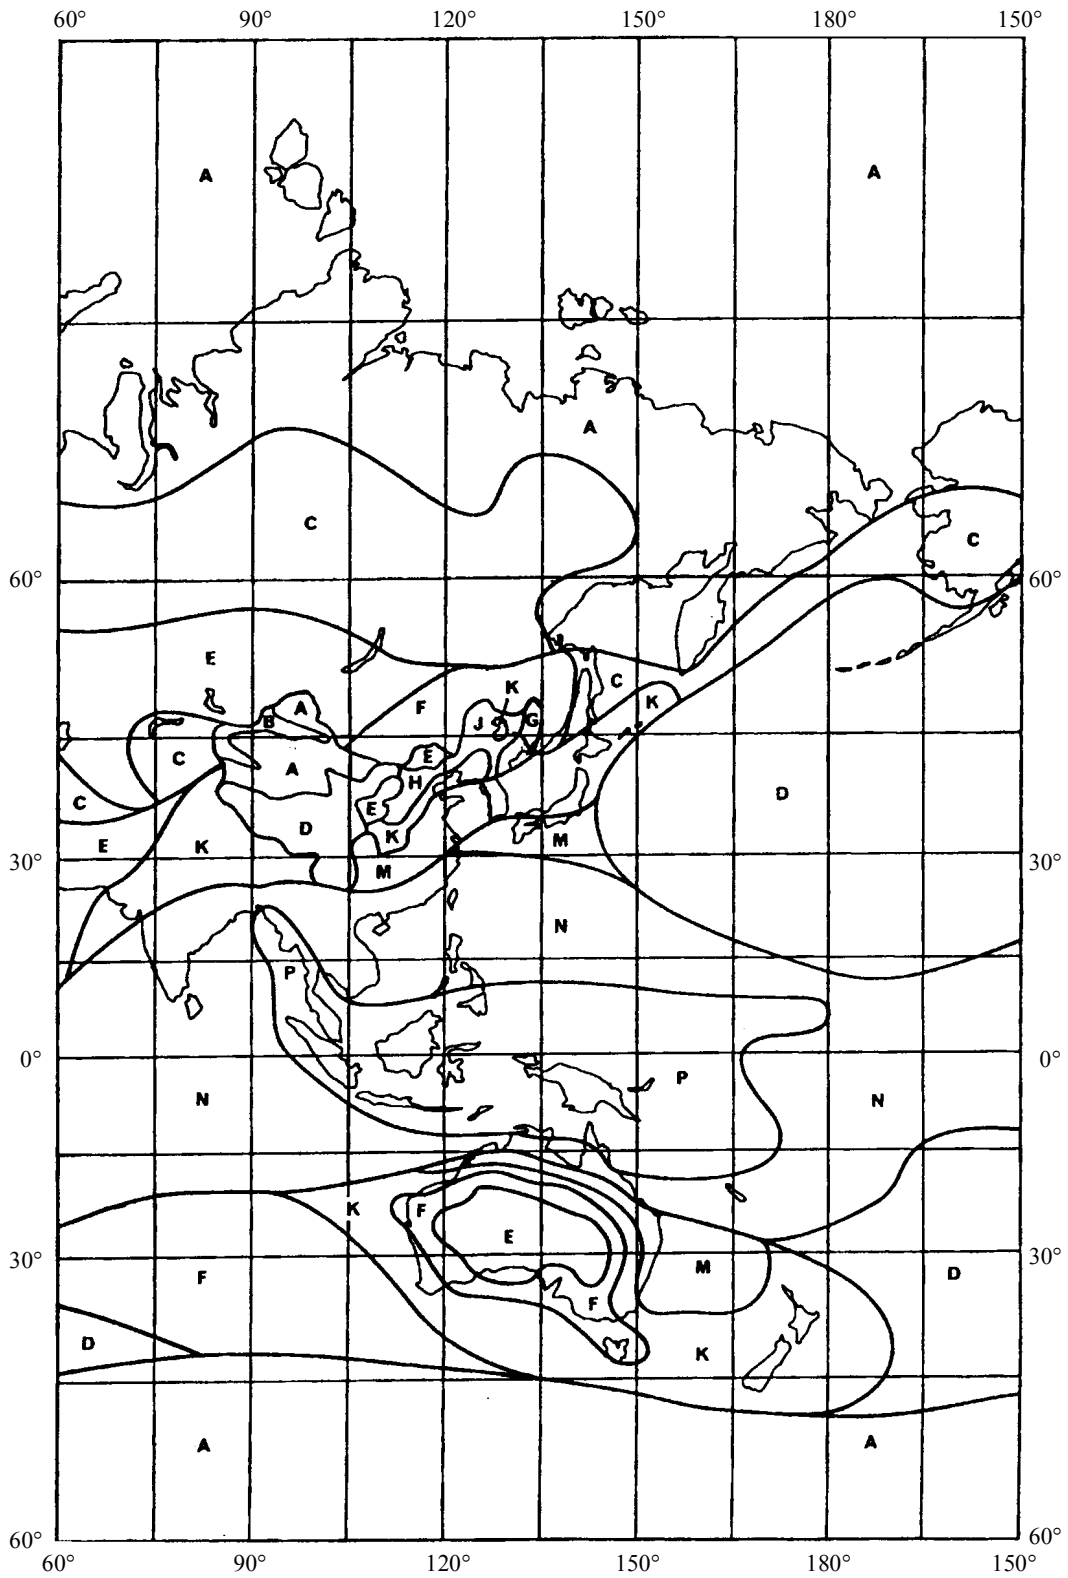 60° 90° 120° 150° 180° 150°
A A
A
C
C
60° 60°
E
A K C
B F J S G K
C E
A H
C E D
D K
E K M
30° M 30°
N
P
0° P 0°
N N
K F
E
30° M D 30°
F
F
D K
A A
60° 60°
60° 90° 120° 150° 180° 150°